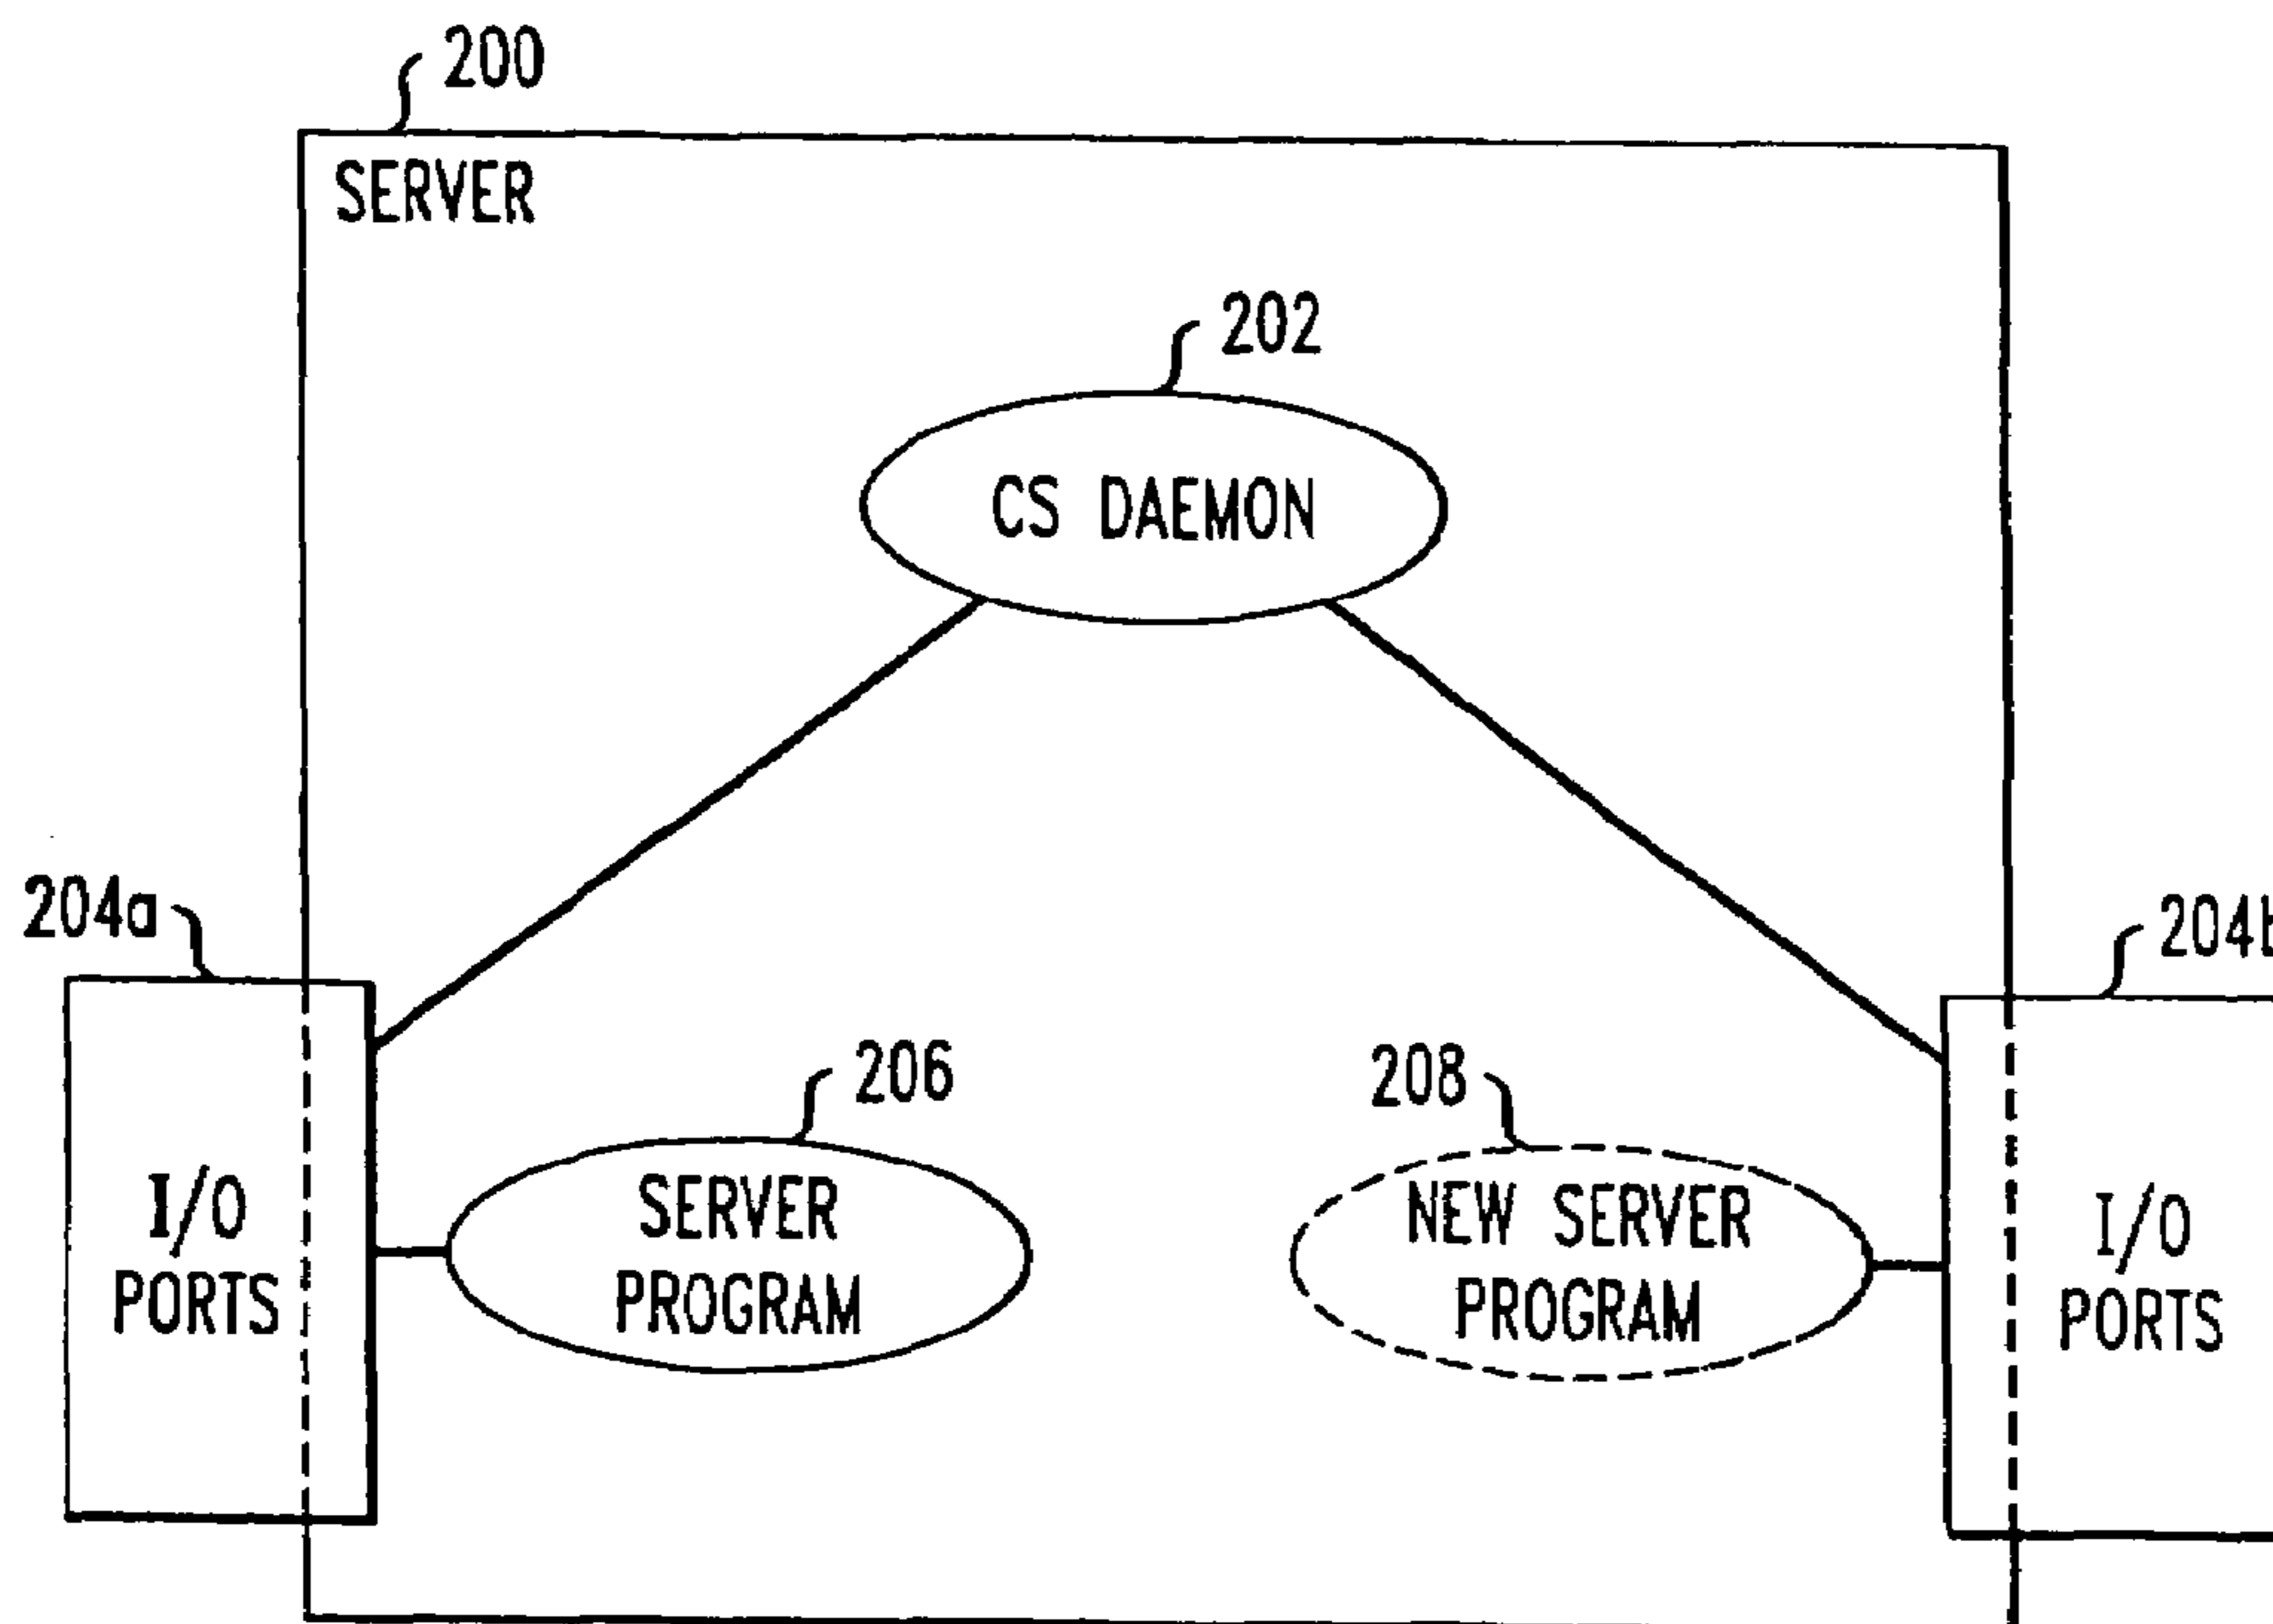 200
SERVER
202
CS DAEMON
204a
204b
206
208
I/O
PORTS
SERVER
PROGRAM
NEW SERVER
PROGRAM
I/O
PORTS